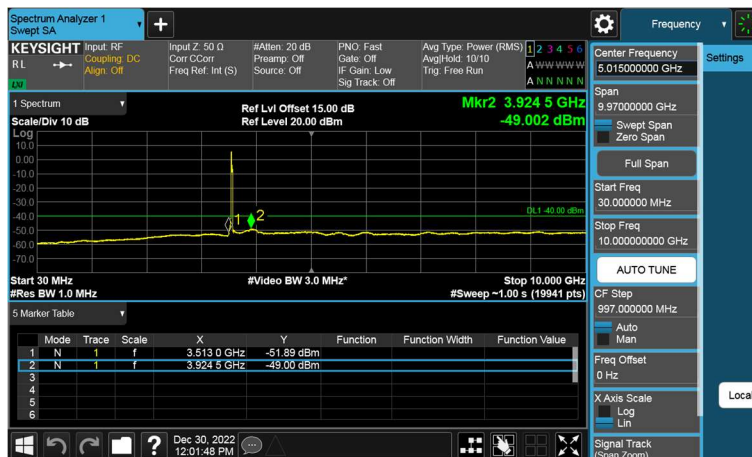 Spectrum Analyzer 1
Swept SA
Frequency
KEYSIGHT
RL
LXI
Input: RF
Coupling: DC
Align: Off
Input Z: 50 Ω
Corr CCorr
Freq Ref: Int (S)
#Atten: 20 dB
Preamp: Off
Source: Off
PNO: Fast
Gate: Off
IF Gain: Low
Sig Track: Off
Avg Type: Power (RMS)
Avg|Hold: 10/10
Trig: Free Run
1 2 3 4 5 6
A W W W W W
A N N N N N
Center Frequency
5.015000000 GHz
Settings
Span
9.97000000 GHz
Swept Span
Zero Span
Full Span
Start Freq
30.000000 MHz
Stop Freq
10.000000000 GHz
AUTO TUNE
CF Step
997.000000 MHz
Auto
Man
Freq Offset
0 Hz
X Axis Scale
Log
Lin
Local
Signal Track
(Span Zoom)
1 Spectrum
Scale/Div 10 dB
Ref Lvl Offset 15.00 dB
Ref Level 20.00 dBm
Mkr2 3.924 5 GHz
-49.002 dBm
Log
10.0
0.00
-10.0
-20.0
-30.0
-40.0
-50.0
-60.0
-70.0
1
2
DL1 -40.00 dBm
Start 30 MHz
#Res BW 1.0 MHz
#Video BW 3.0 MHz*
Stop 10.000 GHz
#Sweep ~1.00 s (19941 pts)
5 Marker Table
Mode Trace Scale X Y Function Function Width Function Value
1 N 1 f 3.513 0 GHz -51.89 dBm
2 N 1 f 3.924 5 GHz -49.00 dBm
3
4
5
6
Dec 30, 2022
12:01:48 PM